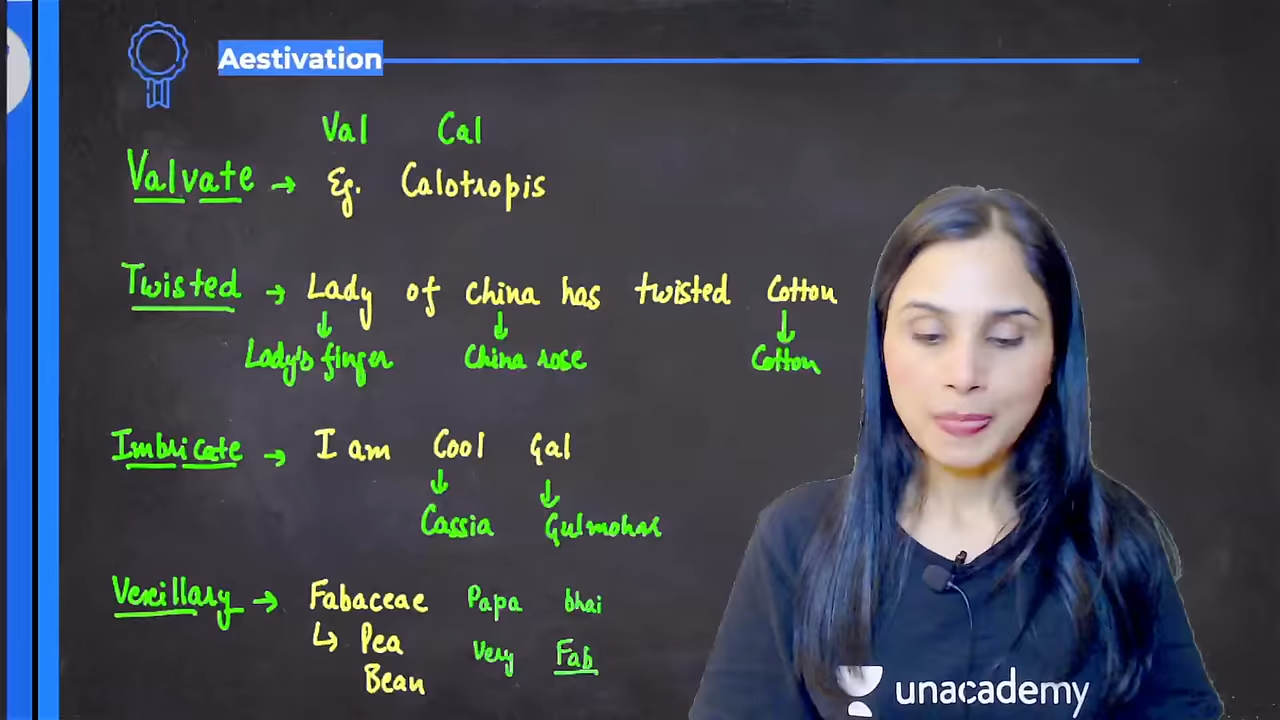 Aestivation
Val Cal
Valvate → Eg. Calotropis
Twisted → Lady of China has twisted Cotton
↓ ↓ ↓
Lady's finger China rose Cotton
Imbricate → I am Cool Gal
↓ ↓
Cassia Gulmohar
Vexillary → Fabaceae Papa bhai
↳ Pea Very Fab
Bean
unacademy